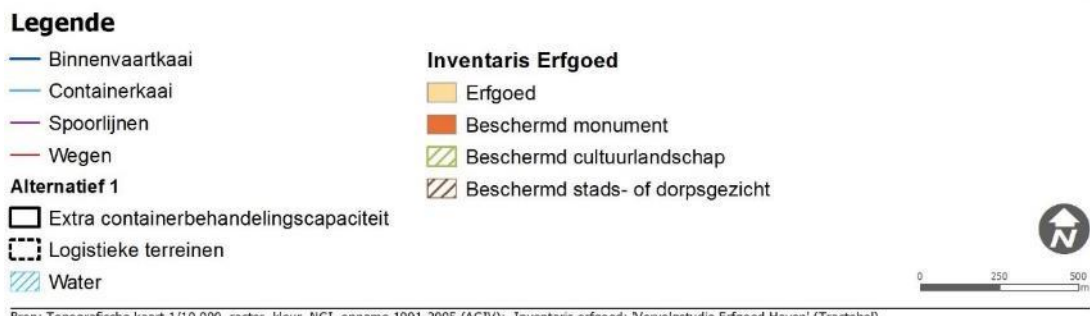 Legende
Binnenvaartkaai
Containerkaai
Spoorlijnen
Wegen
Alternatief 1
Extra containerbehandelingscapaciteit
Logistieke terreinen
Water
Inventaris Erfgoed
Erfgoed
Beschermd monument
Beschermd cultuurlandschap
Beschermd stads- of dorpsgezicht
N
0 250 500
m
Bron: Topografische kaart 1/10.000, raster, kleur, NGI, opname 1991-2005 (AGIV); Inventaris erfgoed: 'Vervolgstudie Erfgoed Haven' (Tractebel)